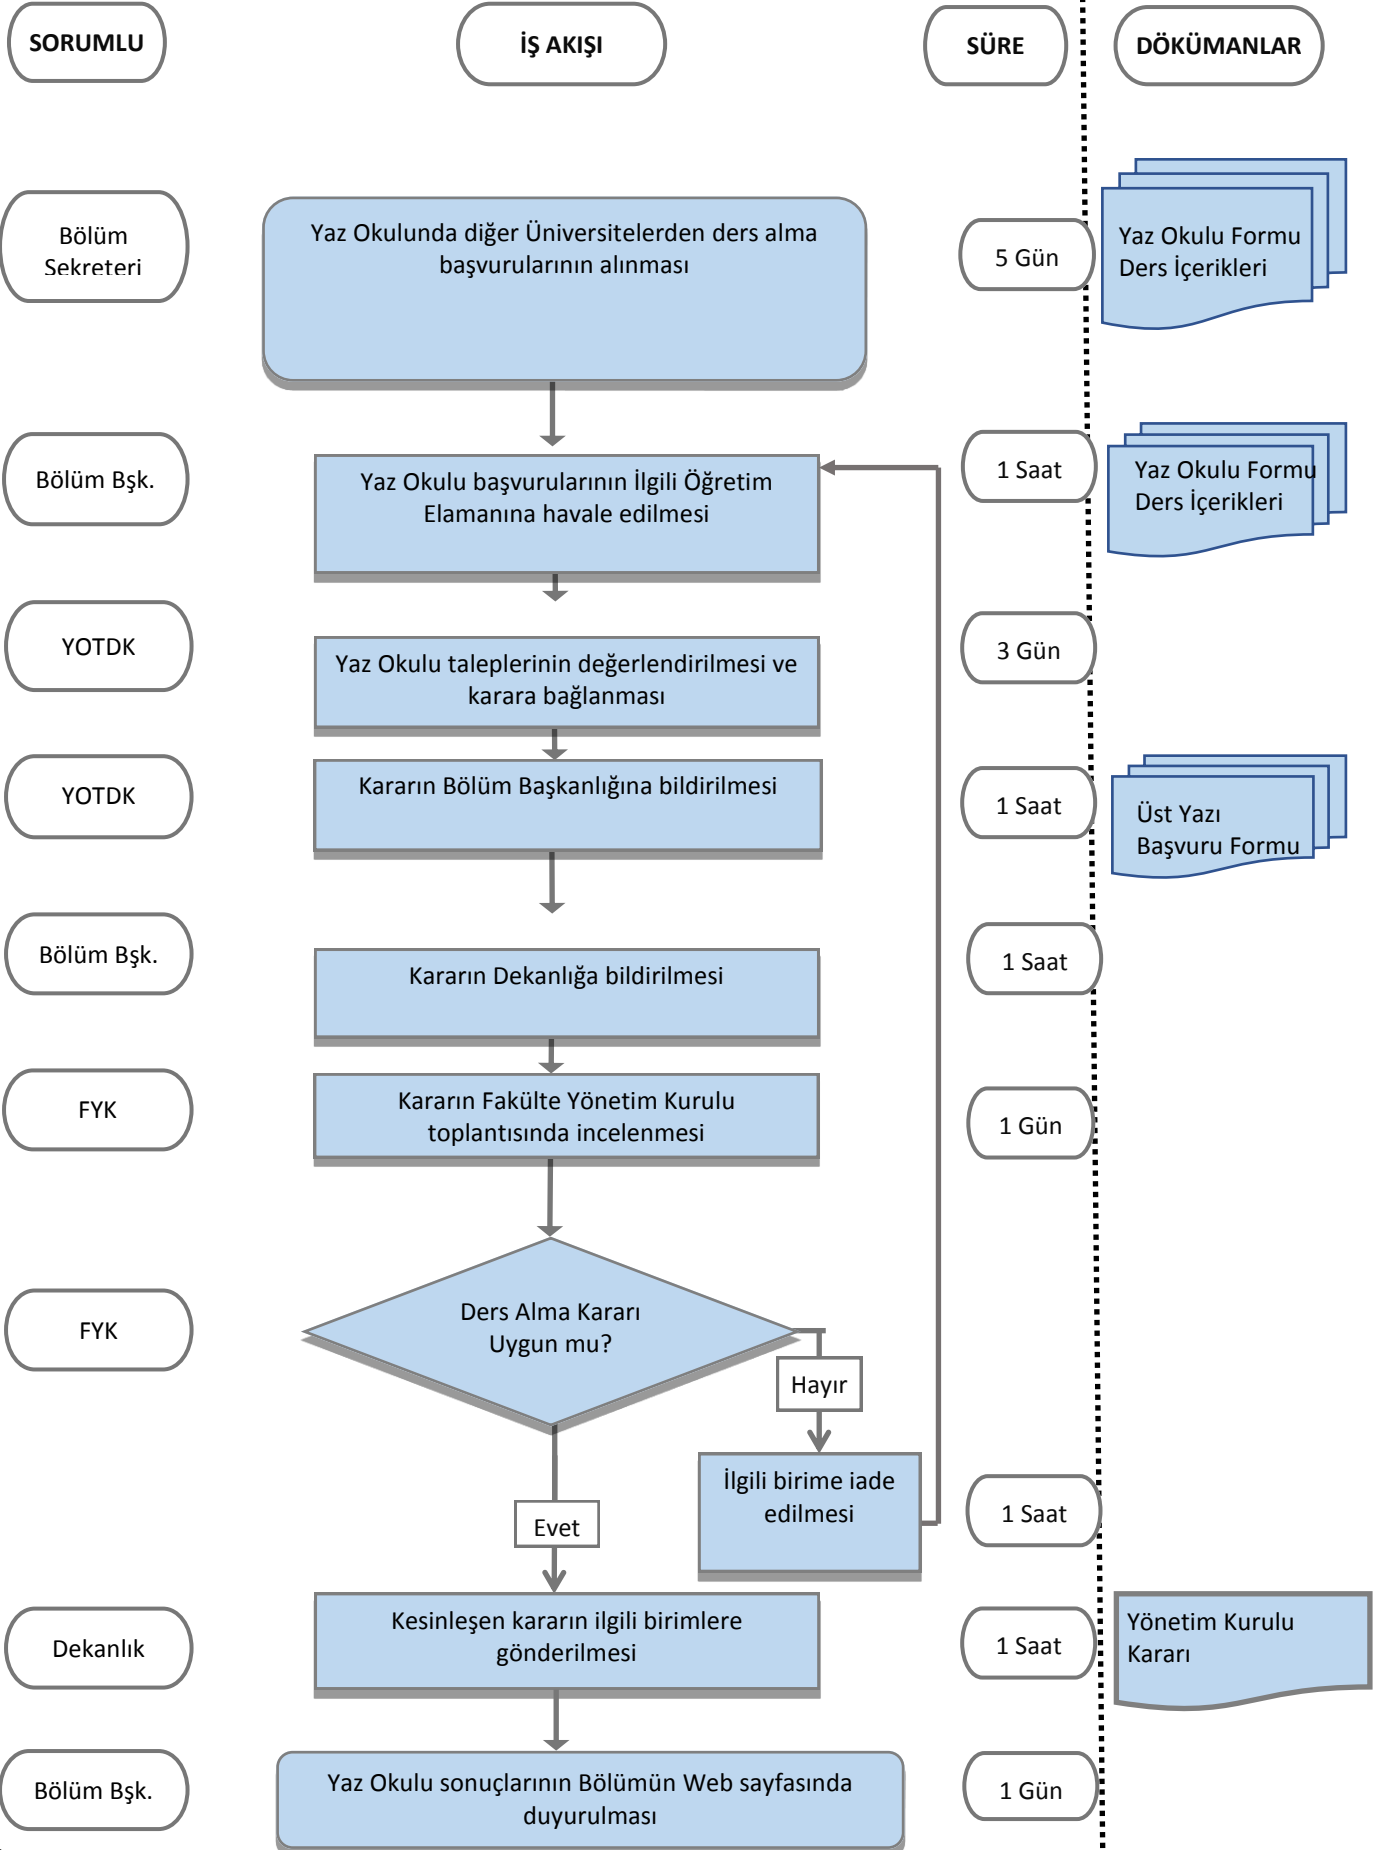 SORUMLU
İŞ AKIŞI
SÜRE
DÖKÜMANLAR
Bölüm
Sekreteri
Yaz Okulunda diğer Üniversitelerden ders alma
başvurularının alınması
5 Gün
Yaz Okulu Formu
Ders İçerikleri
Bölüm Bşk.
Yaz Okulu başvurularının İlgili Öğretim
Elamanına havale edilmesi
1 Saat
Yaz Okulu Formu
Ders İçerikleri
YOTDK
Yaz Okulu taleplerinin değerlendirilmesi ve
karara bağlanması
3 Gün
YOTDK
Kararın Bölüm Başkanlığına bildirilmesi
1 Saat
Üst Yazı
Başvuru Formu
Bölüm Bşk.
Kararın Dekanlığa bildirilmesi
1 Saat
FYK
Kararın Fakülte Yönetim Kurulu
toplantısında incelenmesi
1 Gün
FYK
Ders Alma Kararı
Uygun mu?
Hayır
İlgili birime iade
edilmesi
1 Saat
Evet
Dekanlık
Kesinleşen kararın ilgili birimlere
gönderilmesi
1 Saat
Yönetim Kurulu
Kararı
Bölüm Bşk.
Yaz Okulu sonuçlarının Bölümün Web sayfasında
duyurulması
1 Gün